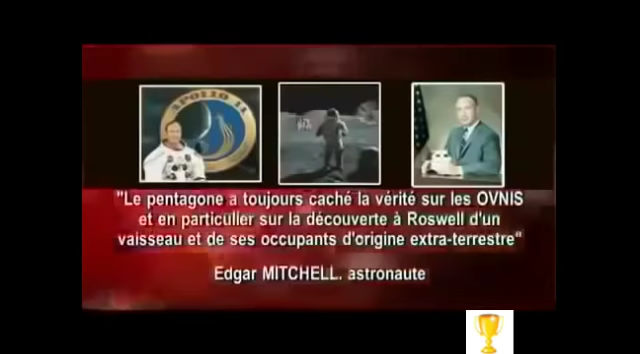 APOLLO 14
"Le pentagone a toujours caché la vérité sur les OVNIS
et en particulier sur la découverte à Roswell d'un
vaisseau et de ses occupants d'origine extra-terrestre"
Edgar MITCHELL. astronaute